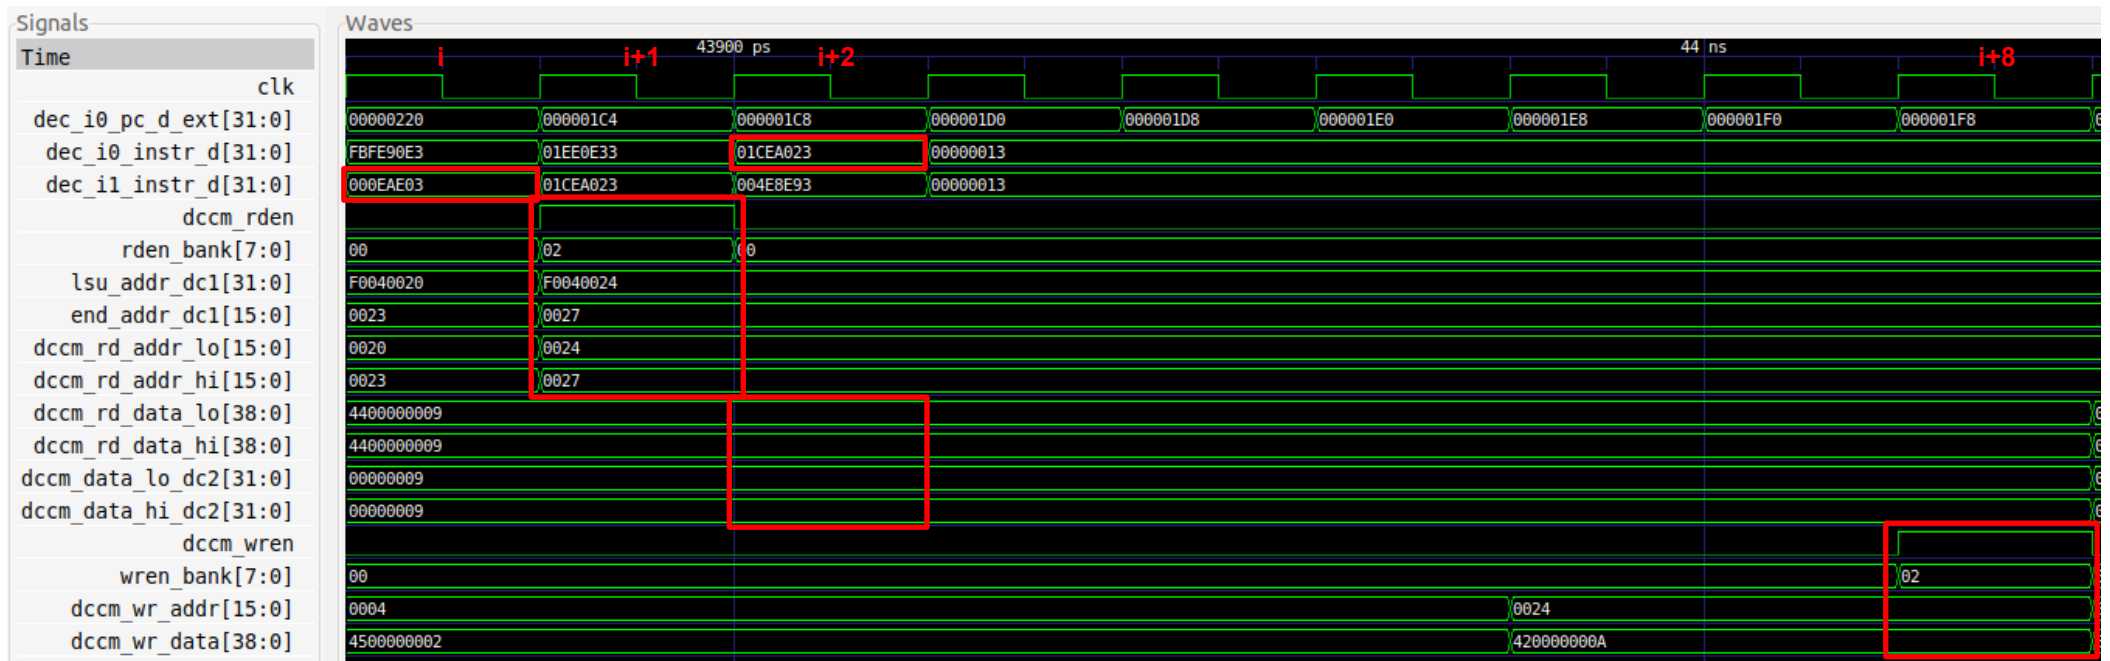 Signals
Waves
Time
43900 ps
44 ns
i
i+1
i+2
i+8
clk
dec_i0_pc_d_ext[31:0] 00000220 000001C4 000001C8 000001D0 000001D8 000001E0 000001E8 000001F0 000001F8
dec_i0_instr_d[31:0] FBFE90E3 01EE0E33 01CEA023 00000013
dec_i1_instr_d[31:0] 000EAE03 01CEA023 004E8E93 00000013
dccm_rden
rden_bank[7:0] 00 02 00
lsu_addr_dc1[31:0] F0040020 F0040024
end_addr_dc1[15:0] 0023 0027
dccm_rd_addr_lo[15:0] 0020 0024
dccm_rd_addr_hi[15:0] 0023 0027
dccm_rd_data_lo[38:0] 4400000009
dccm_rd_data_hi[38:0] 4400000009
dccm_data_lo_dc2[31:0] 00000009
dccm_data_hi_dc2[31:0] 00000009
dccm_wren
wren_bank[7:0] 00 02
dccm_wr_addr[15:0] 0004 0024
dccm_wr_data[38:0] 4500000002 420000000A